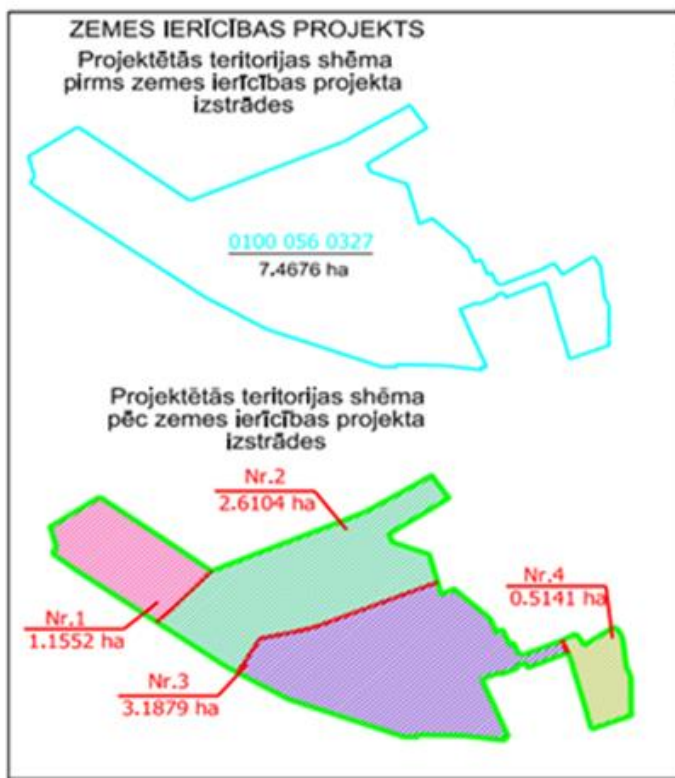 ZEMES IERĪCĪBAS PROJEKTS
Projektētās teritorijas shēma
pirms zemes ierīcības projekta
izstrādes
0100 056 0327
7.4676 ha
Projektētās teritorijas shēma
pēc zemes ierīcības projekta
izstrādes
Nr.2
2.6104 ha
Nr.4
0.5141 ha
Nr.1
1.1552 ha
Nr.3
3.1879 ha